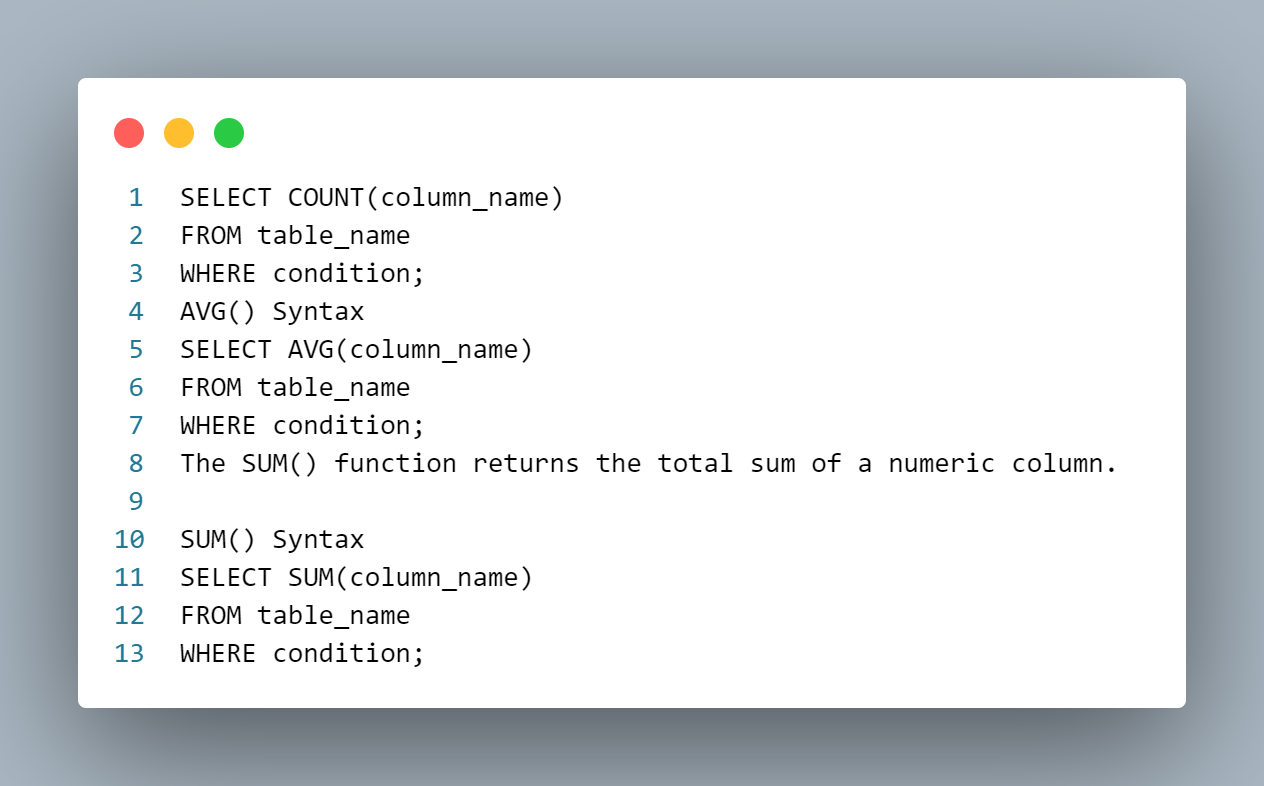 1 SELECT COUNT(column_name)
2 FROM table_name
3 WHERE condition;
4 AVG() Syntax
5 SELECT AVG(column_name)
6 FROM table_name
7 WHERE condition;
8 The SUM() function returns the total sum of a numeric column.
9
10 SUM() Syntax
11 SELECT SUM(column_name)
12 FROM table_name
13 WHERE condition;